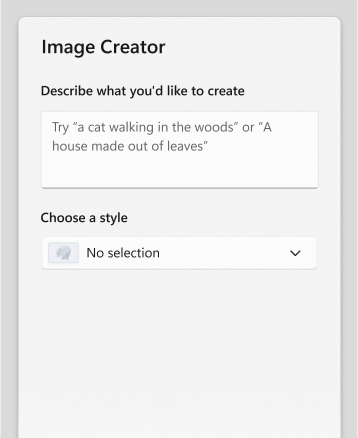 Image Creator
Describe what you'd like to create
Try “a cat walking in the woods” or “A
house made out of leaves”
Choose a style
No selection